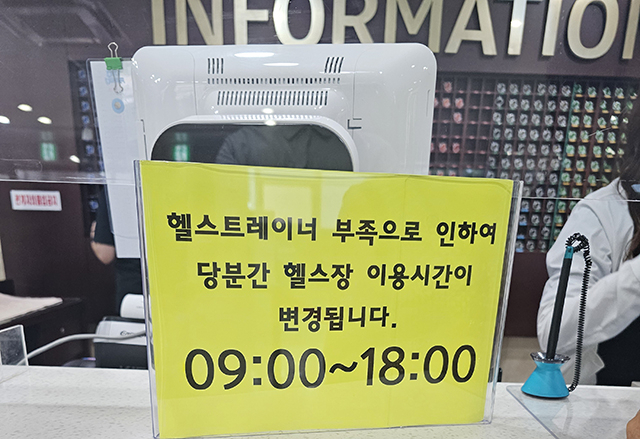 INFORMATION
헬스트레이너 부족으로 인하여
당분간 헬스장 이용시간이
변경됩니다.
09:00~18:00